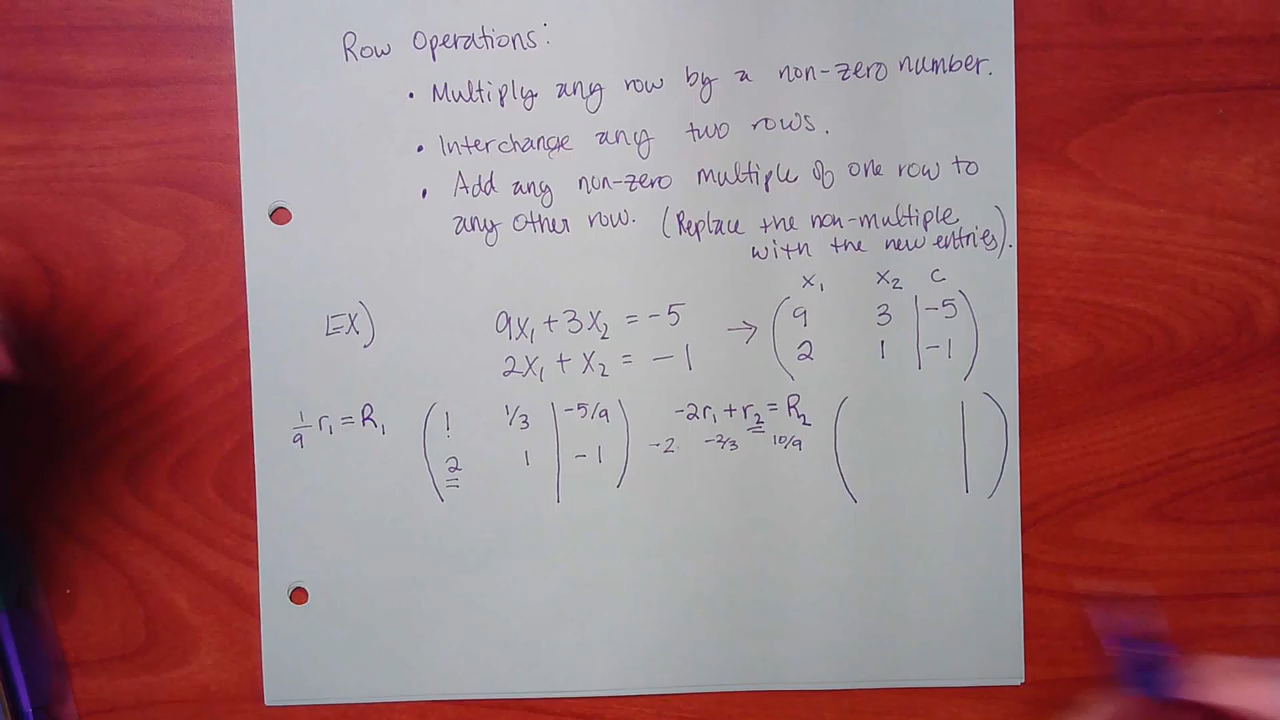 Row Operations:
• Multiply any row by a non-zero number.
• Interchange any two rows.
• Add any non-zero multiple of one row to
any other row. (Replace the non-multiple
with the new entries).
x₁ x₂ c
EX) 9x₁ + 3x₂ = -5 → ( 9 3 | -5 )
2x₁ + x₂ = -1 ( 2 1 | -1 )
1/9 r₁ = R₁ ( 1 1/3 | -5/9 ) -2r₁ + r₂ = R₂ ( | )
( 2 1 | -1 ) -2 -2/3 10/9